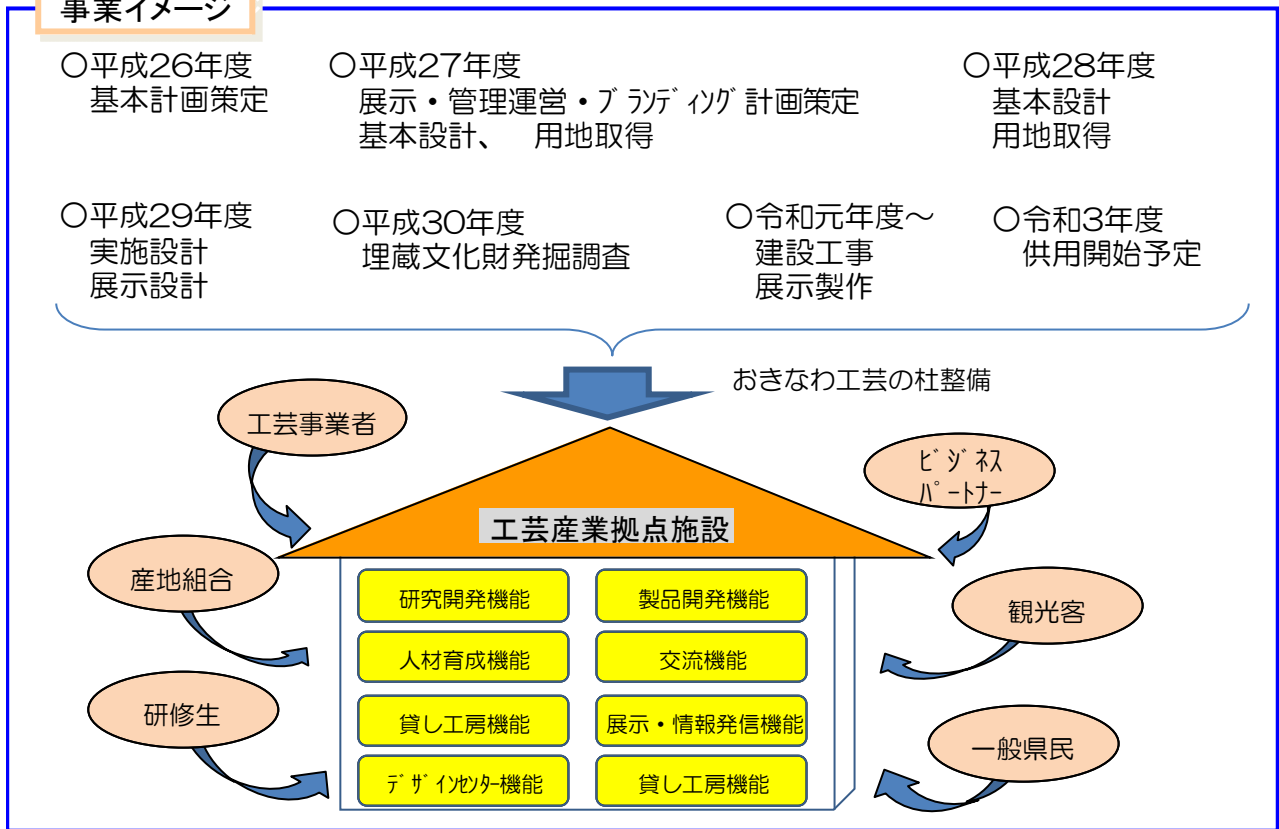 事業イメージ
〇平成26年度
基本計画策定
〇平成27年度
展示・管理運営・ﾌﾞﾗﾝﾃﾞｨﾝｸﾞ計画策定
基本設計、　用地取得
〇平成28年度
基本設計
用地取得
〇平成29年度
実施設計
展示設計
〇平成30年度
埋蔵文化財発掘調査
〇令和元年度～
建設工事
展示製作
〇令和3年度
供用開始予定
おきなわ工芸の杜整備
工芸事業者
産地組合
研修生
工芸産業拠点施設
研究開発機能
製品開発機能
人材育成機能
交流機能
貸し工房機能
展示・情報発信機能
ﾃﾞｻﾞｲﾝｾﾝﾀｰ機能
貸し工房機能
ﾋﾞｼﾞﾈｽ
ﾊﾟｰﾄﾅｰ
観光客
一般県民